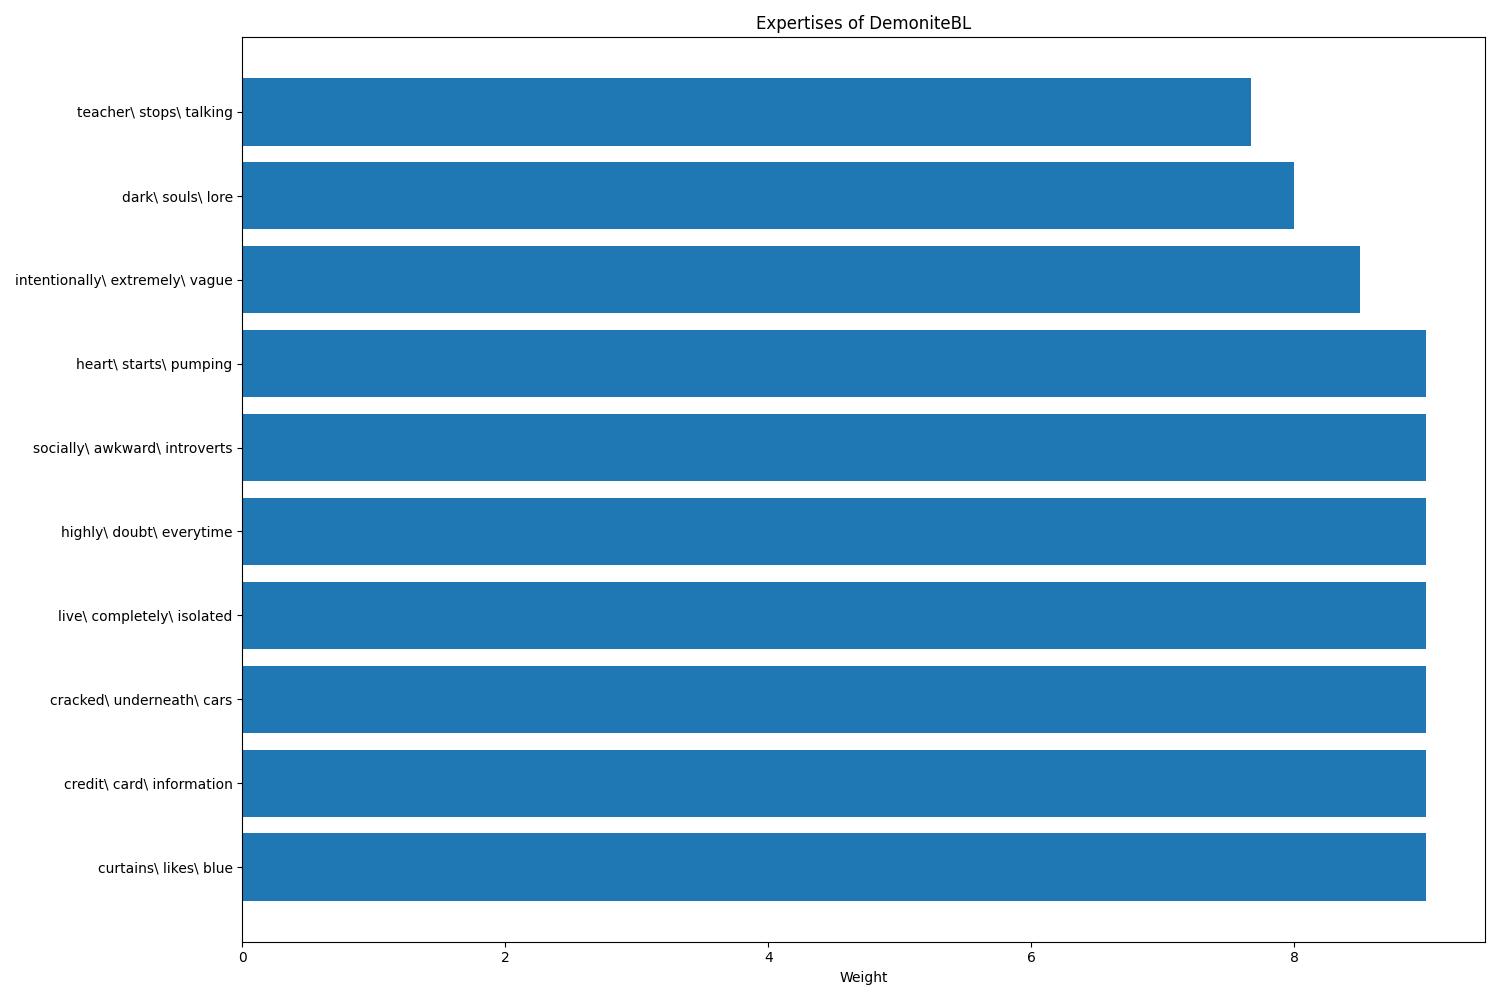 Expertises of DemoniteBL
teacher\ stops\ talking
dark\ souls\ lore
intentionally\ extremely\ vague
heart\ starts\ pumping
socially\ awkward\ introverts
highly\ doubt\ everytime
live\ completely\ isolated
cracked\ underneath\ cars
credit\ card\ information
curtains\ likes\ blue
0 2 4 6 8
Weight